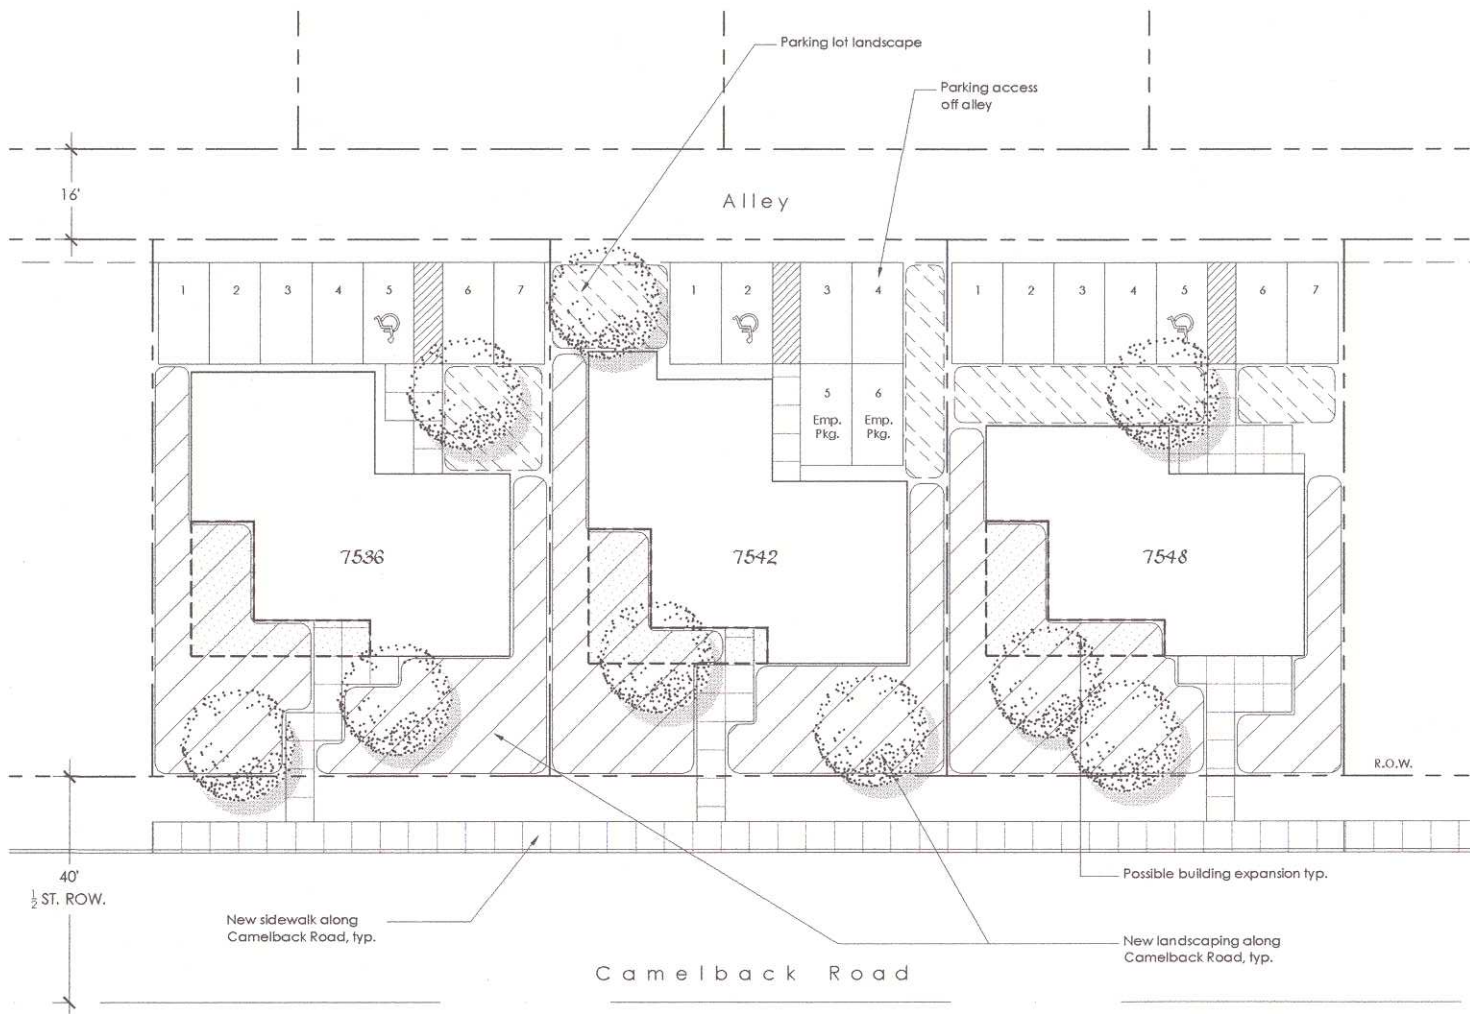 Parking lot landscape
Parking access
off alley
16'
Alley
1 2 3 4 5 6 7
1 2 3 4
1 2 3 4 5 6 7
5
Emp.
Pkg.
6
Emp.
Pkg.
7536
7542
7548
R.O.W.
40'
½ ST. ROW.
Possible building expansion typ.
New sidewalk along
Camelback Road, typ.
New landscaping along
Camelback Road, typ.
Camelback Road